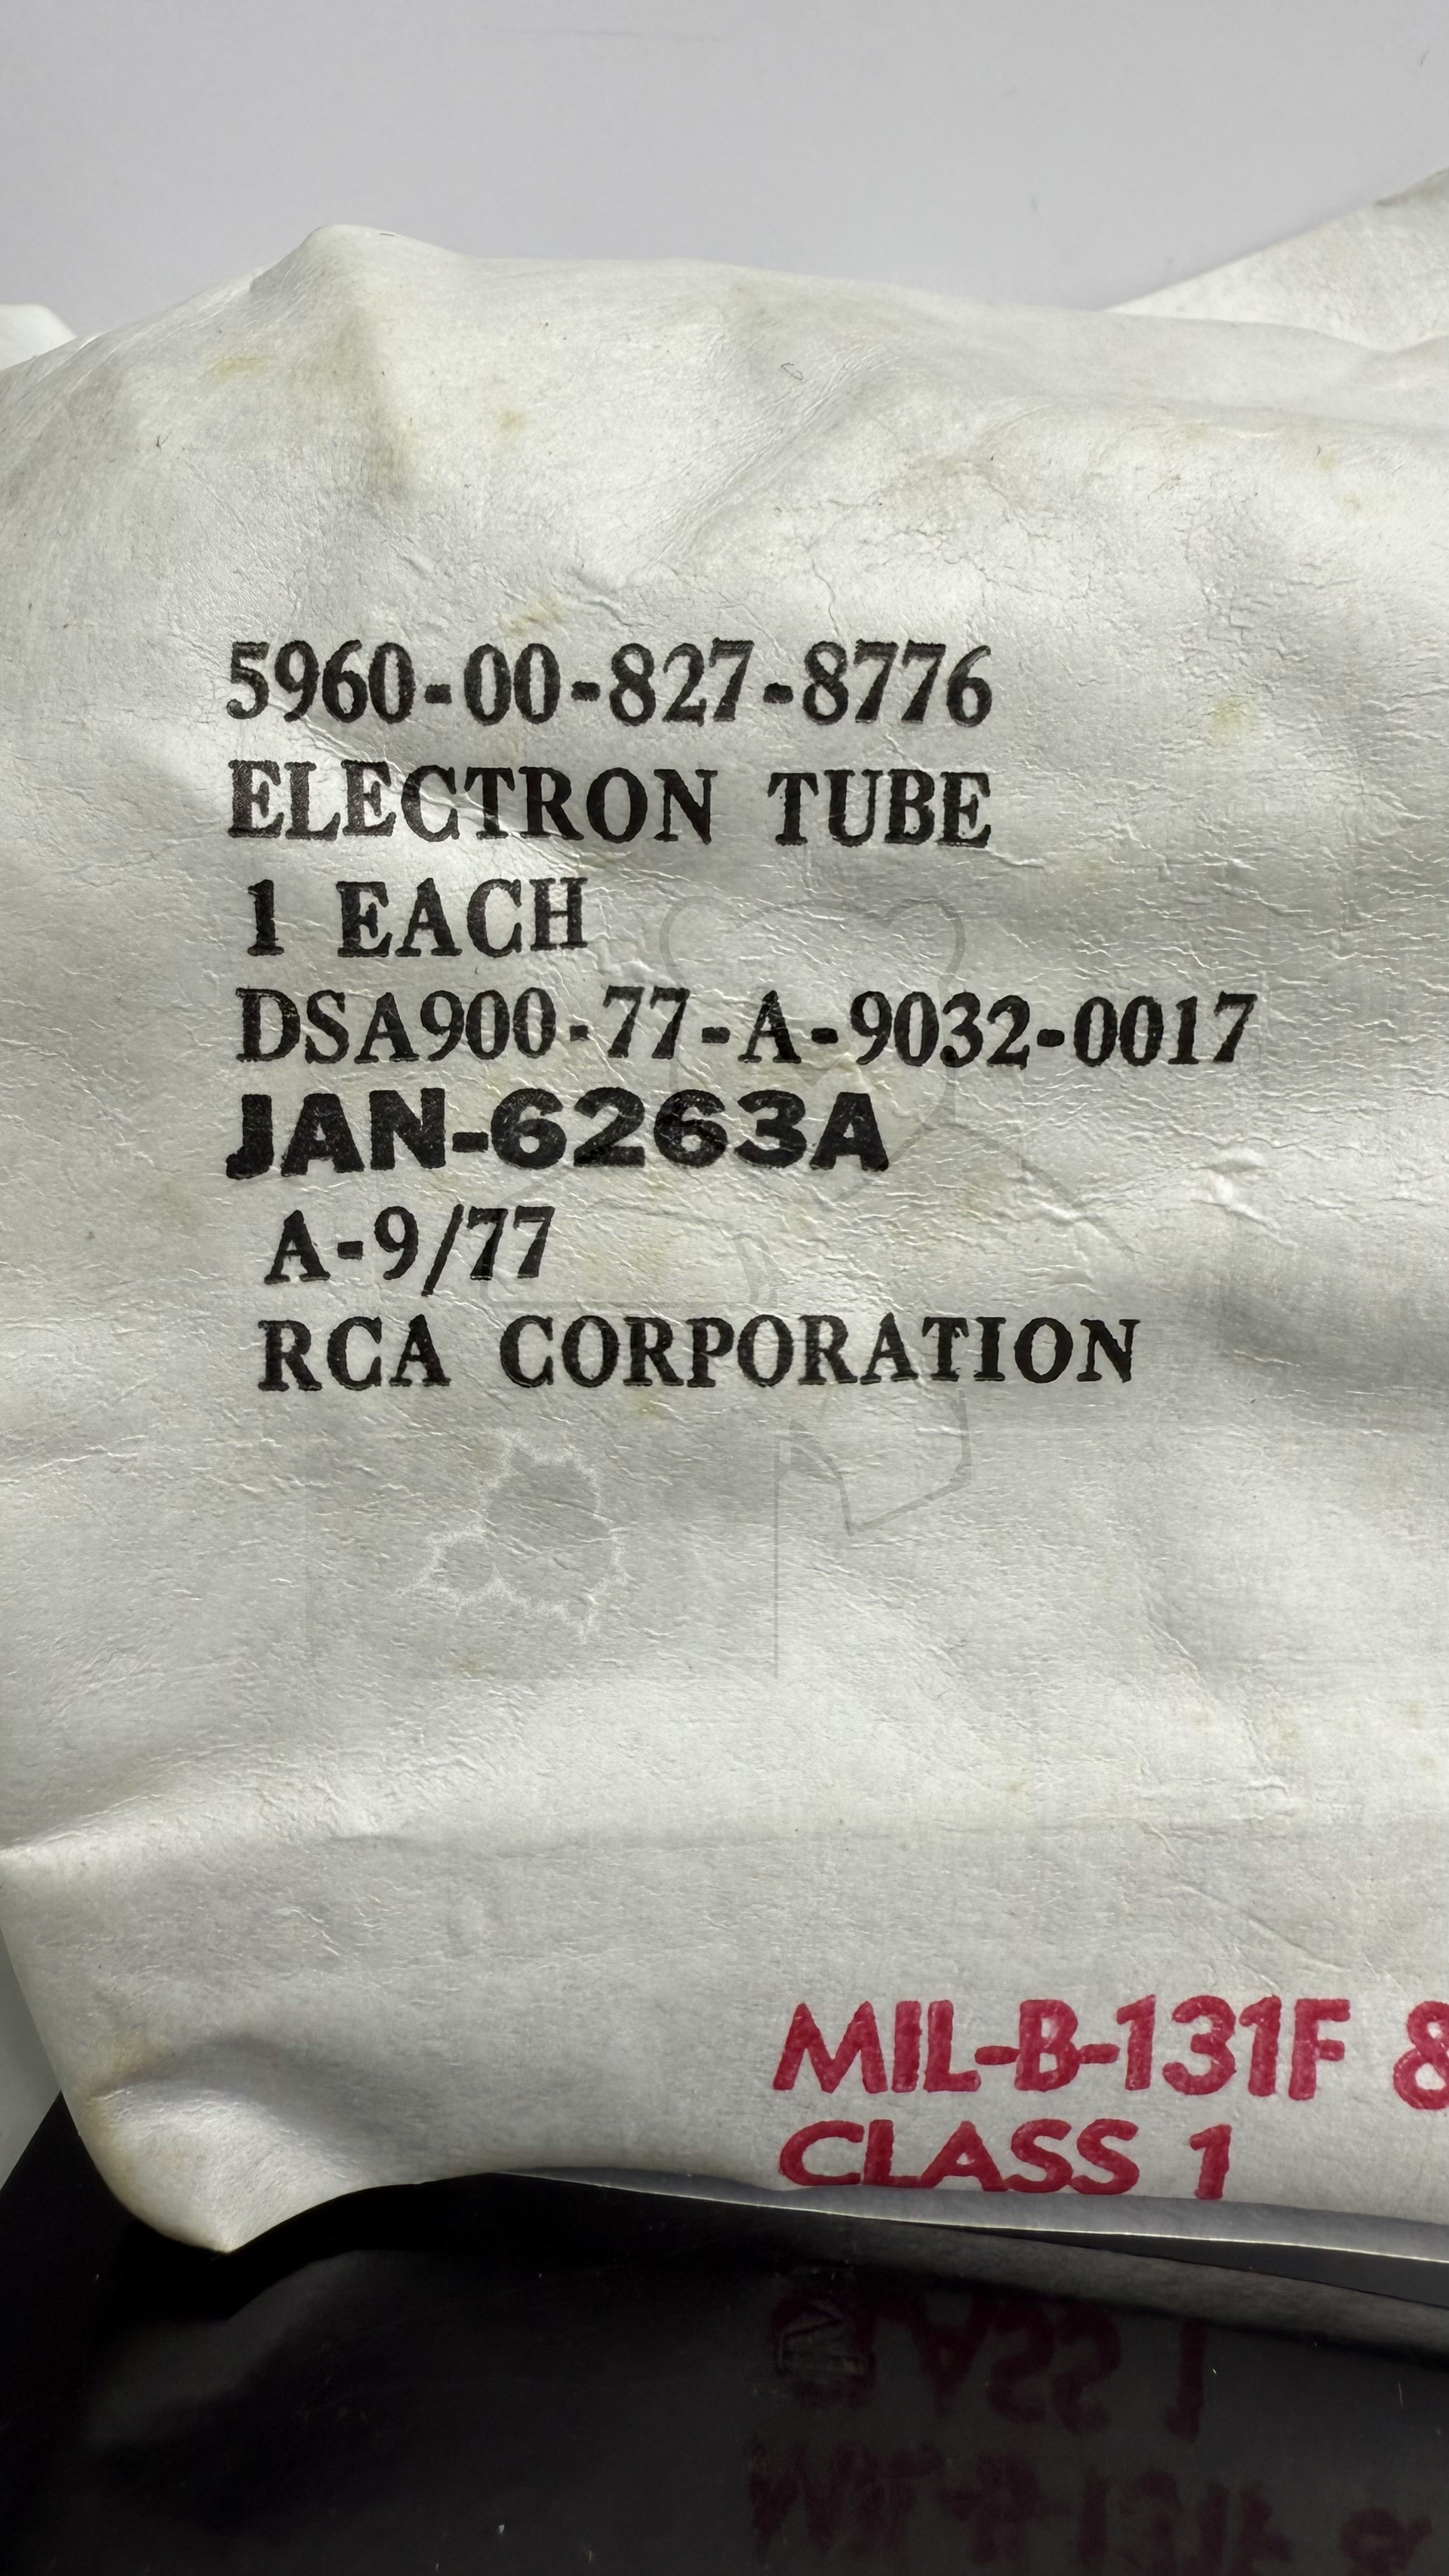 5960-00-827-8776
ELECTRON TUBE
1 EACH
DSA900-77-A-9032-0017
JAN-6263A
A-9/77
RCA CORPORATION
MIL-B-131F &
CLASS 1